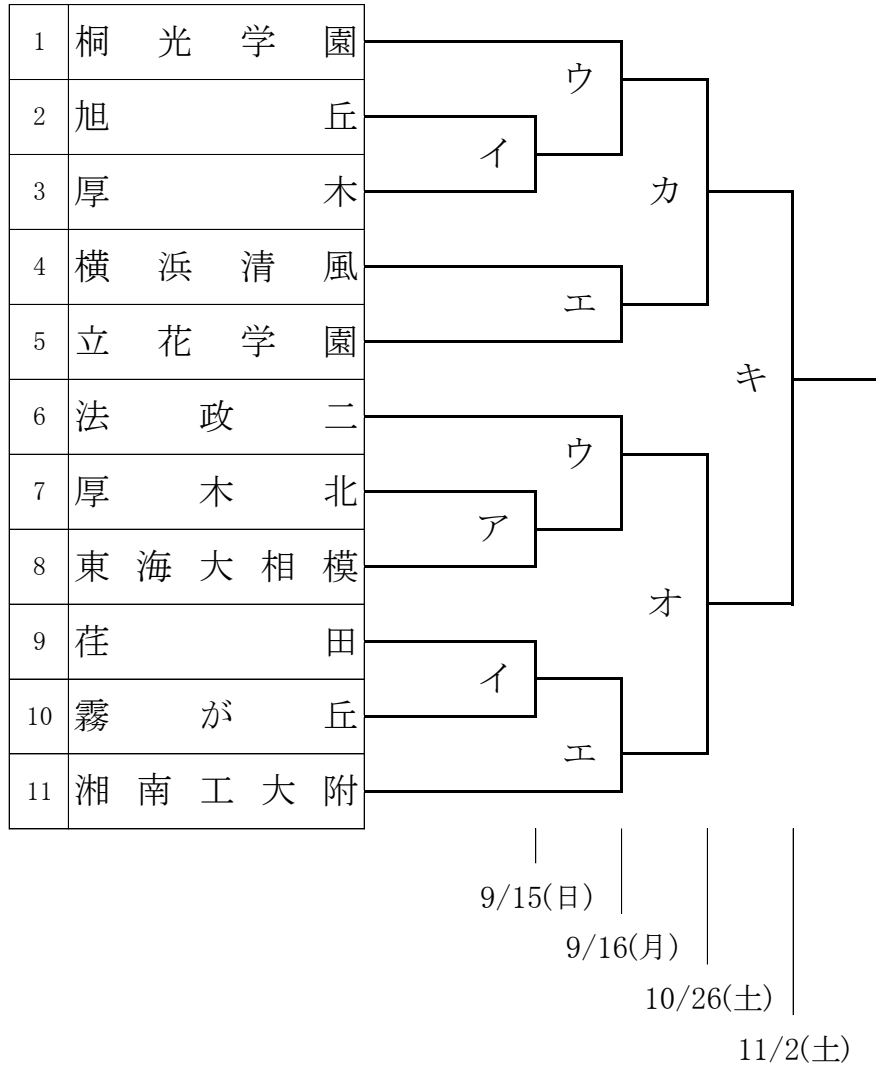 1 桐光学園
2 旭丘
3 厚木
4 横浜清風
5 立花学園
6 法政二
7 厚木北
8 東海大相模
9 荏田
10 霧が丘
11 湘南工大附
ウ
イ
カ
エ
キ
ウ
ア
オ
イ
エ
9/15(日)
9/16(月)
10/26(土)
11/2(土)